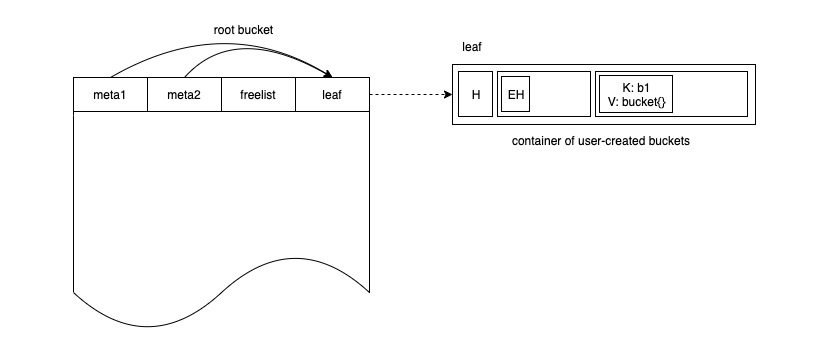 root bucket
meta1
meta2
freelist
leaf
leaf
H
EH
K: b1
V: bucket{}
container of user-created buckets